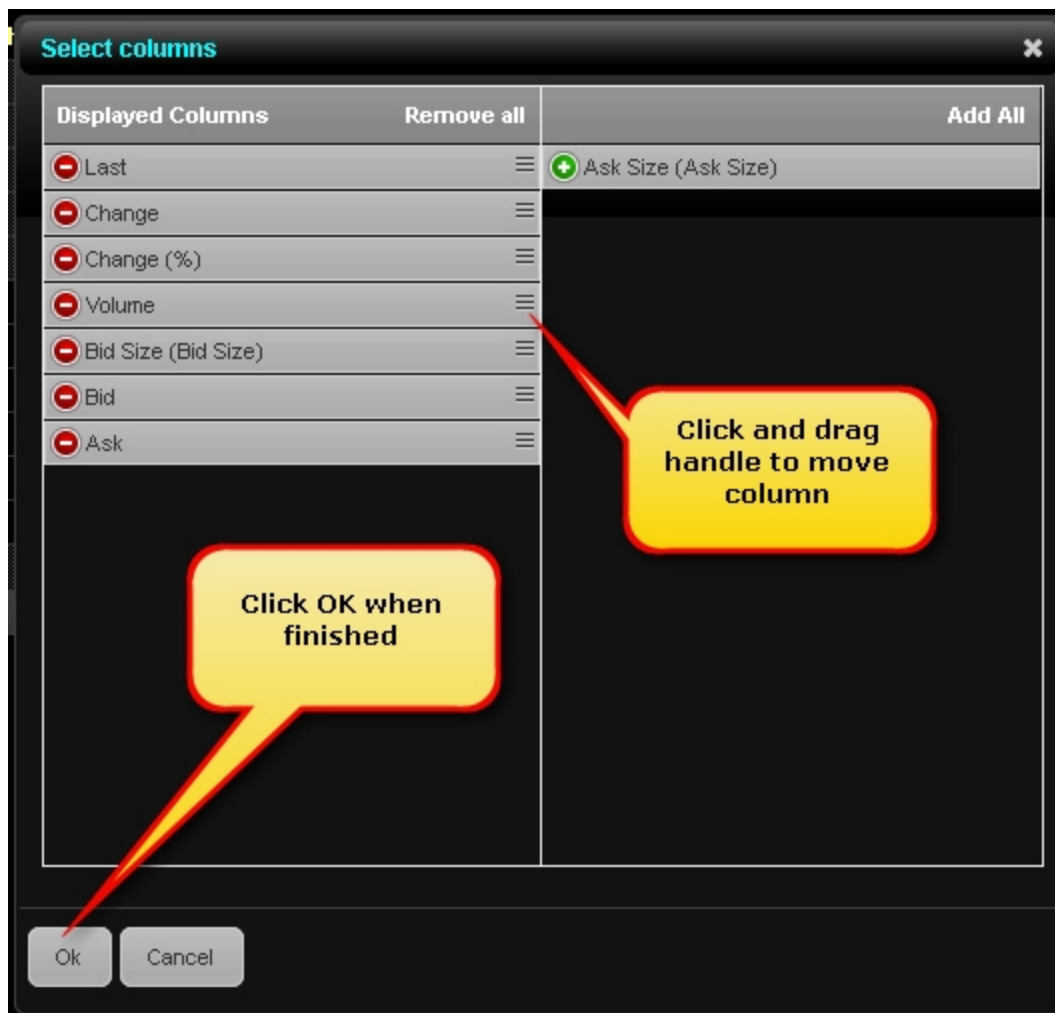 Select columns
Displayed Columns Remove all Add All
Last
Ask Size (Ask Size)
Change
Change (%)
Volume
Bid Size (Bid Size)
Bid
Ask
Click and drag
handle to move
column
Click OK when
finished
Ok Cancel